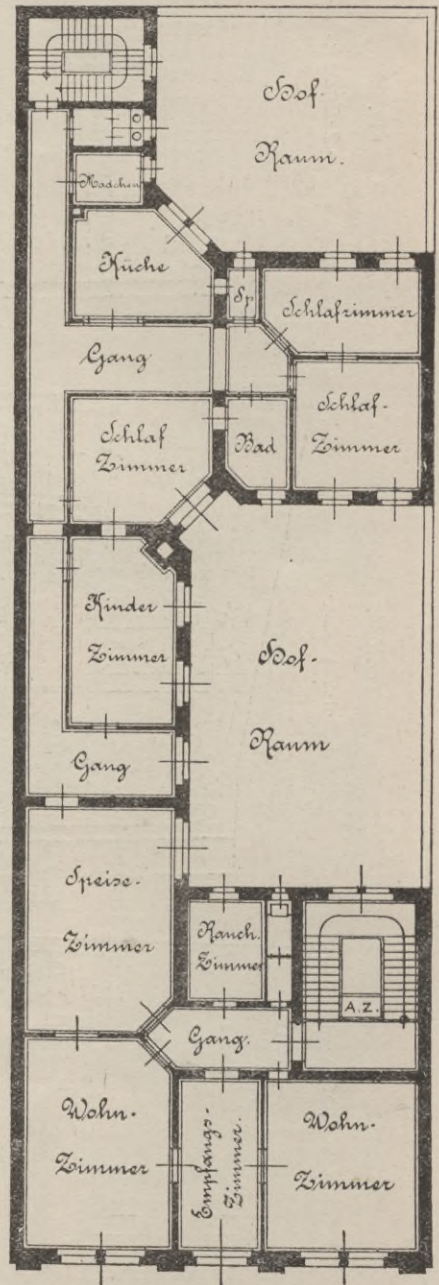 Hof-
Raum.
Mädchen
Küche
Sp.
Schlafzimmer
Gang
Schlaf
Zimmer
Bad
Schlaf-
Zimmer
Kinder
Zimmer
Hof-
Raum
Gang
Speise-
Zimmer
Rauch-
Zimmer
A.Z.
Gang.
Wohn-
Zimmer
Empfangs-
Zimmer.
Wohn-
Zimmer